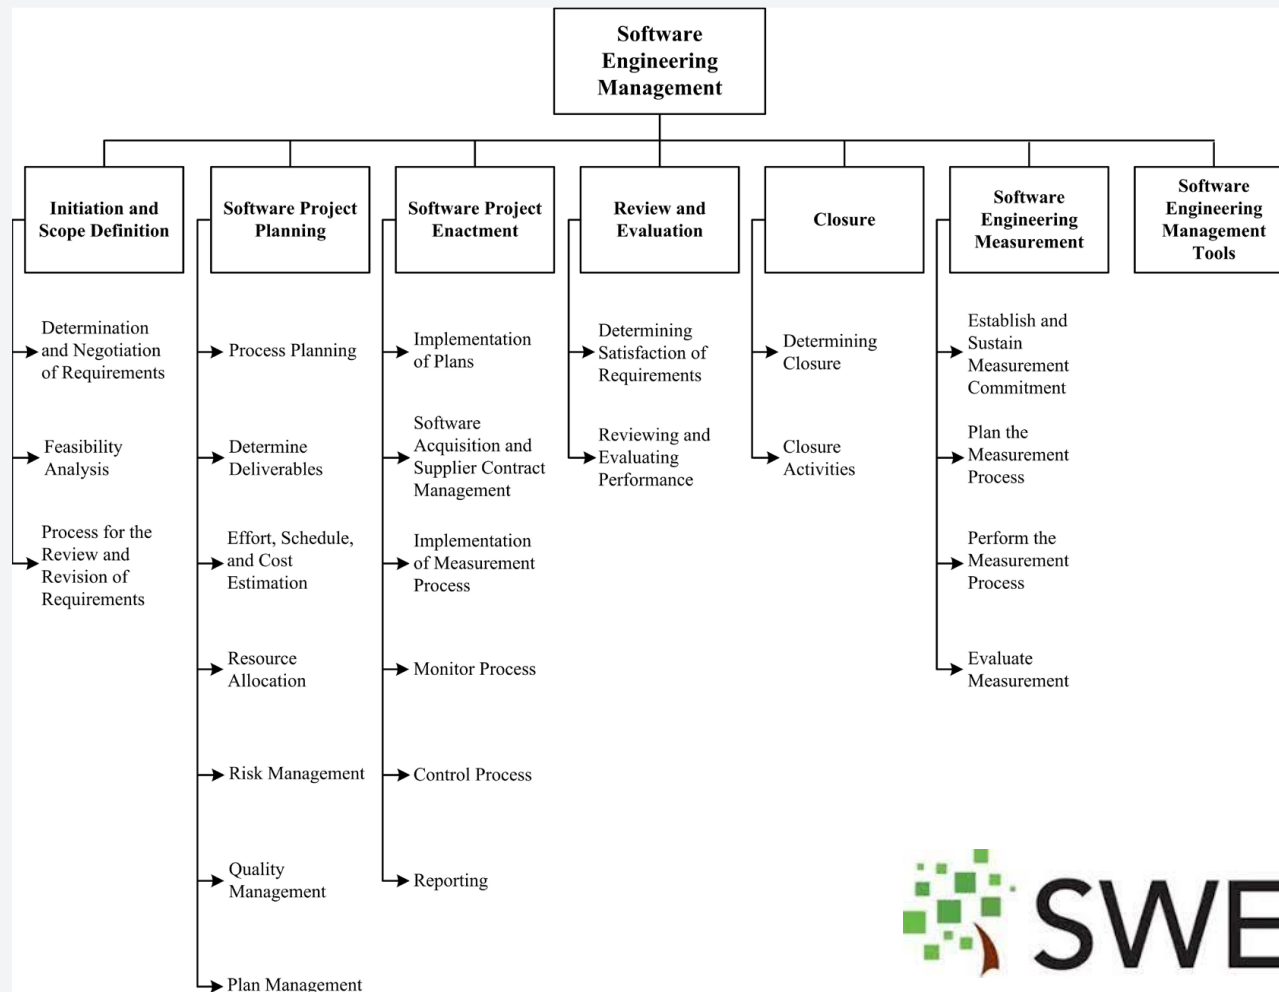 Software
Engineering
Management
Initiation and
Scope Definition
Determination
and Negotiation
of Requirements
Feasibility
Analysis
Process for the
Review and
Revision of
Requirements
Software Project
Planning
Process Planning
Determine
Deliverables
Effort, Schedule,
and Cost
Estimation
Resource
Allocation
Risk Management
Quality
Management
Plan Management
Software Project
Enactment
Implementation
of Plans
Software
Acquisition and
Supplier Contract
Management
Implementation
of Measurement
Process
Monitor Process
Control Process
Reporting
Review and
Evaluation
Determining
Satisfaction of
Requirements
Reviewing and
Evaluating
Performance
Closure
Determining
Closure
Closure
Activities
Software
Engineering
Measurement
Establish and
Sustain
Measurement
Commitment
Plan the
Measurement
Process
Perform the
Measurement
Process
Evaluate
Measurement
Software
Engineering
Management
Tools
SWE